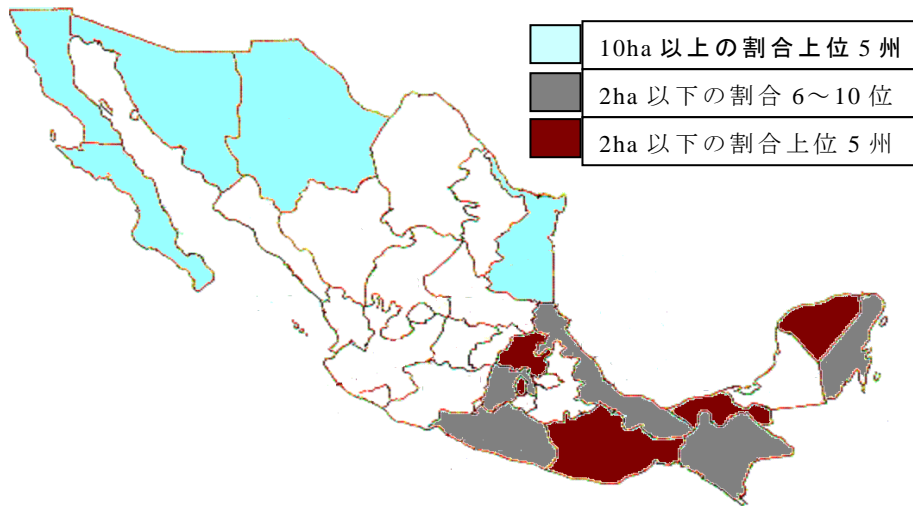 10ha 以上の割合上位 5 州
2ha 以下の割合 6～10 位
2ha 以下の割合上位 5 州